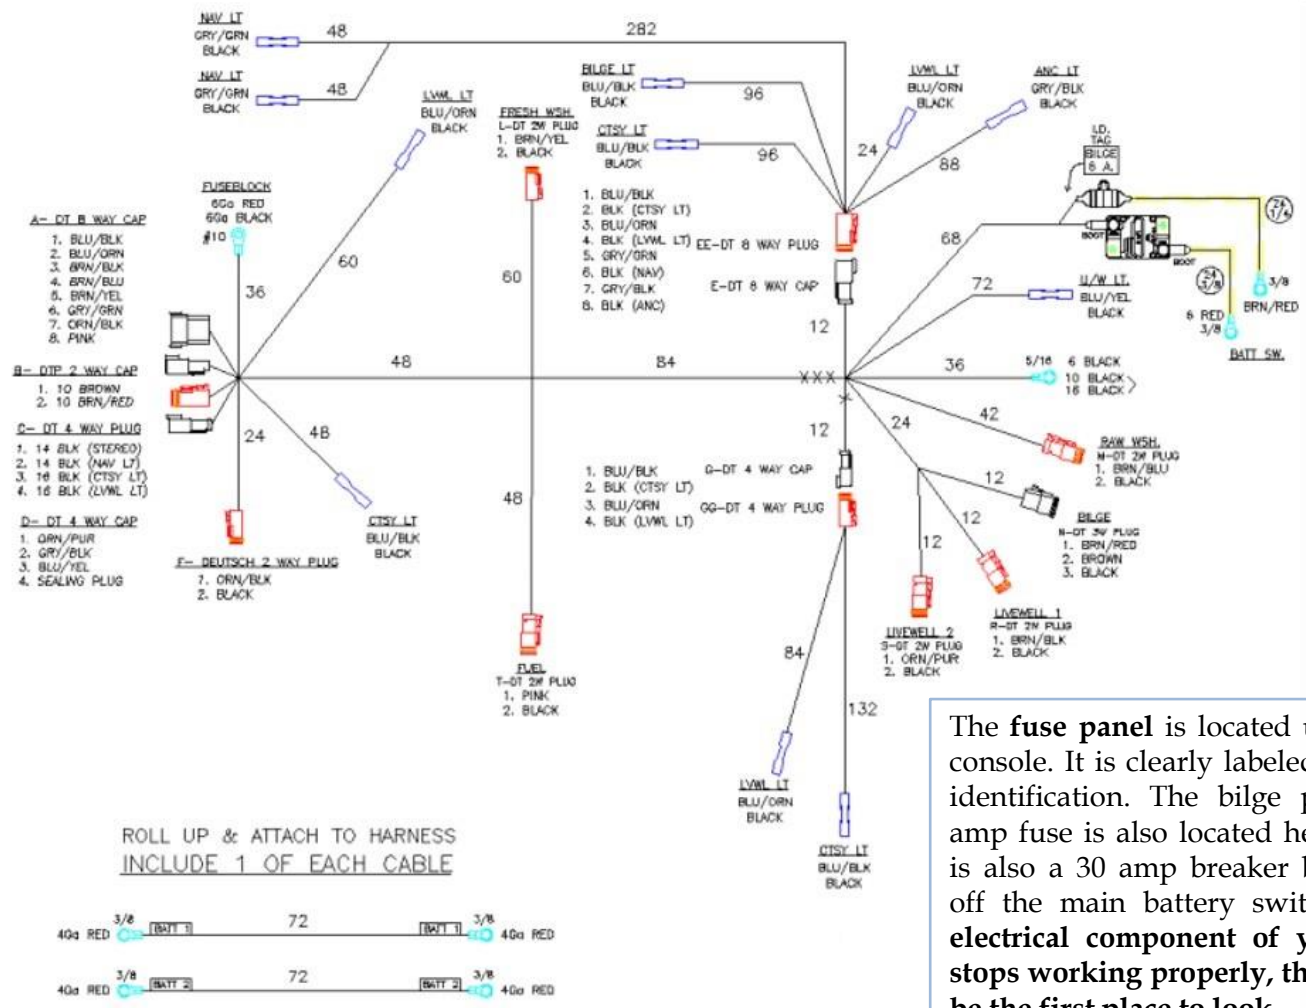 NAV LT
GRY/GRN
BLACK
48
282
NAV LT
GRY/GRN
BLACK
48
LVWL LT
BLU/ORN
BLACK
FRESH WSH.
L-DT 2W PLUG
1. BRN/YEL
2. BLACK
BILGE LT
BLU/BLK
BLACK
96
CTSY LT
BLU/BLK
BLACK
96
LVWL LT
BLU/ORN
BLACK
24
ANC LT
GRY/BLK
BLACK
88
I.D.
TAG
BILGE
8 A.
FUSEBLOCK
6Ga RED
6Ga BLACK
#10
36
60
60
A- DT 8 WAY CAP
1. BLU/BLK
2. BLU/ORN
3. BRN/BLK
4. BRN/BLU
5. BRN/YEL
6. GRY/GRN
7. ORN/BLK
8. PINK
B- DTP 2 WAY CAP
1. 10 BROWN
2. 10 BRN/RED
C- DT 4 WAY PLUG
1. 14 BLK (STEREO)
2. 14 BLK (NAV LT)
3. 16 BLK (CTSY LT)
4. 16 BLK (LVWL LT)
D- DT 4 WAY CAP
1. ORN/PUR
2. GRY/BLK
3. BLU/YEL
4. SEALING PLUG
1. BLU/BLK
2. BLK (CTSY LT)
3. BLU/ORN
4. BLK (LVWL LT)
5. GRY/GRN
6. BLK (NAV)
7. GRY/BLK
8. BLK (ANC)
EE-DT 8 WAY PLUG
E-DT 8 WAY CAP
12
68
BOOT
BOOT
24
1/4
24
3/8
3/8
BRN/RED
6 RED
3/8
BATT SW.
72
U/W LT.
BLU/YEL
BLACK
48
84
XXX
36
5/16
6 BLACK
10 BLACK
16 BLACK
24
48
CTSY LT
BLU/BLK
BLACK
F- DEUTSCH 2 WAY PLUG
1. ORN/BLK
2. BLACK
48
FUEL
T-DT 2W PLUG
1. PINK
2. BLACK
X
12
1. BLU/BLK
2. BLK (CTSY LT)
3. BLU/ORN
4. BLK (LVWL LT)
G-DT 4 WAY CAP
GG-DT 4 WAY PLUG
24
42
RAW WSH.
M-DT 2W PLUG
1. BRN/BLU
2. BLACK
12
BILGE
N-DT 3W PLUG
1. BRN/RED
2. BROWN
3. BLACK
12
LIVEWELL 1
R-DT 2W PLUG
1. BRN/BLK
2. BLACK
12
LIVEWELL 2
S-DT 2W PLUG
1. ORN/PUR
2. BLACK
84
132
LVWL LT
BLU/ORN
BLACK
CTSY LT
BLU/BLK
BLACK
ROLL UP & ATTACH TO HARNESS
INCLUDE 1 OF EACH CABLE
4Ga RED
3/8
BATT 1
72
BATT 1
3/8
4Ga RED
4Ga RED
3/8
BATT 2
72
BATT 2
3/8
4Ga RED
The fuse panel is located
console. It is clearly labeled
identification. The bilge
amp fuse is also located
is also a 30 amp breaker
off the main battery
electrical component of
stops working properly,
be the first place to look